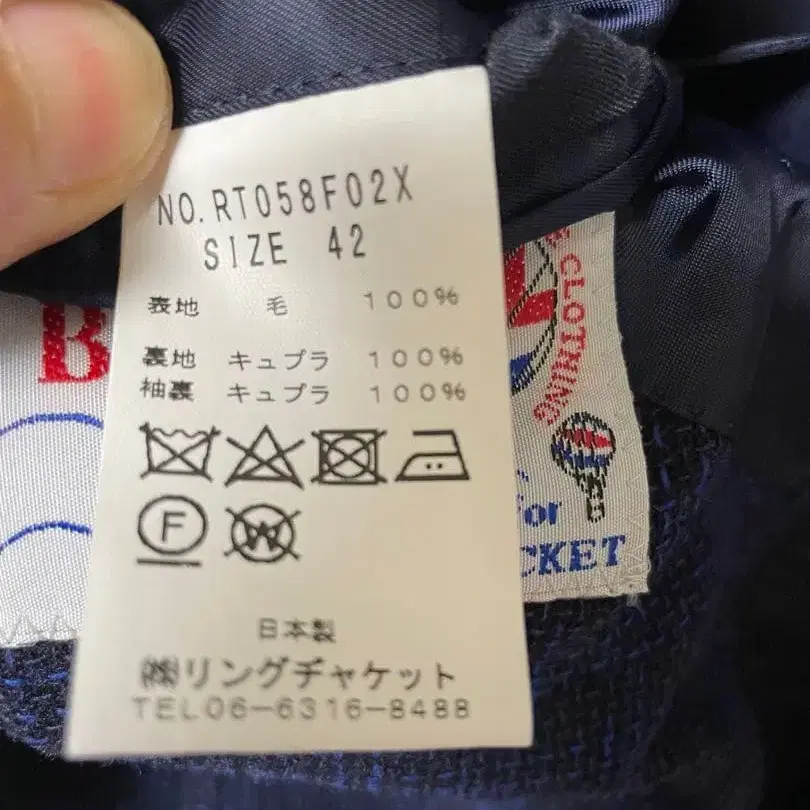 NO.RT058F02X
SIZE 42
表地 毛 100%
裏地 キュプラ 100%
袖裏 キュプラ 100%
F
W
日本製
㈱リングヂャケット
TEL06-6316-8488
B
CLOTHING
for
CKET